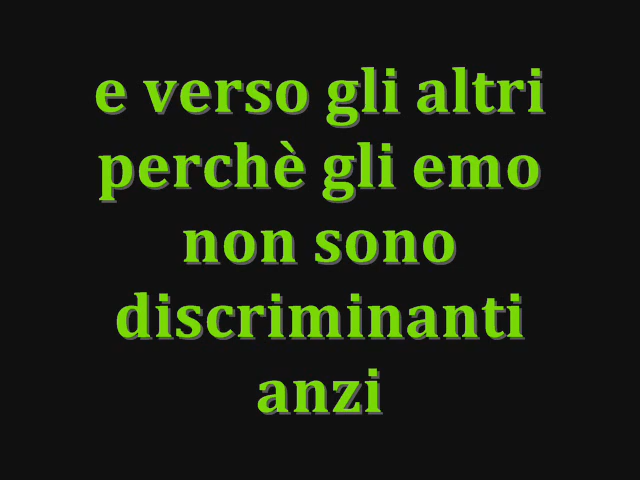 e verso gli altri
perchè gli emo
non sono
discriminanti
anzi